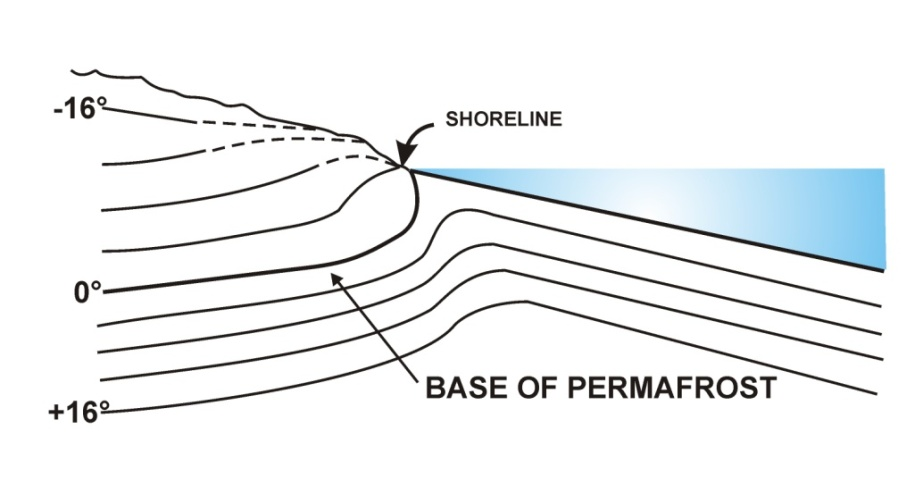 -16°
SHORELINE
0°
BASE OF PERMAFROST
+16°